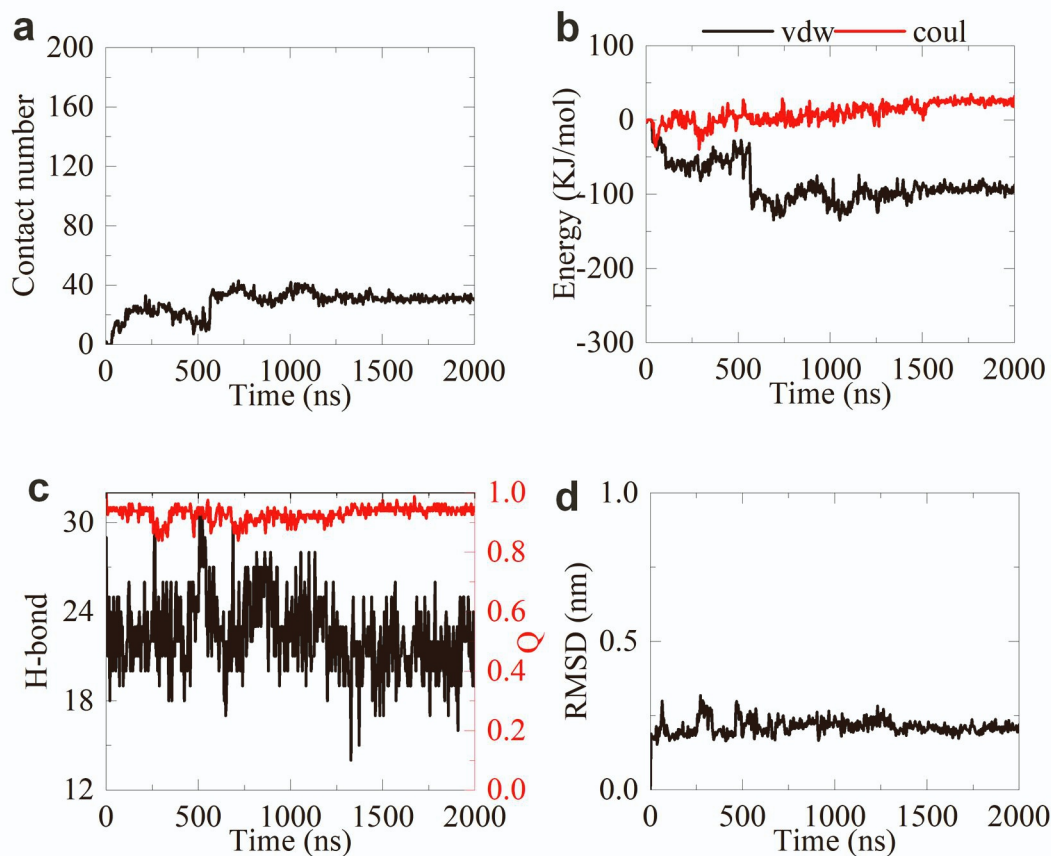 a
200
160
120
80
40
0
Contact number
0 500 1000 1500 2000
Time (ns)
b
vdw coul
100
0
-100
-200
-300
Energy (KJ/mol)
0 500 1000 1500 2000
Time (ns)
c
30
24
18
12
H-bond
1.0
0.8
0.6
0.4
0.2
0.0
Q
0 500 1000 1500 2000
Time (ns)
d
1.0
0.5
0.0
RMSD (nm)
0 500 1000 1500 2000
Time (ns)